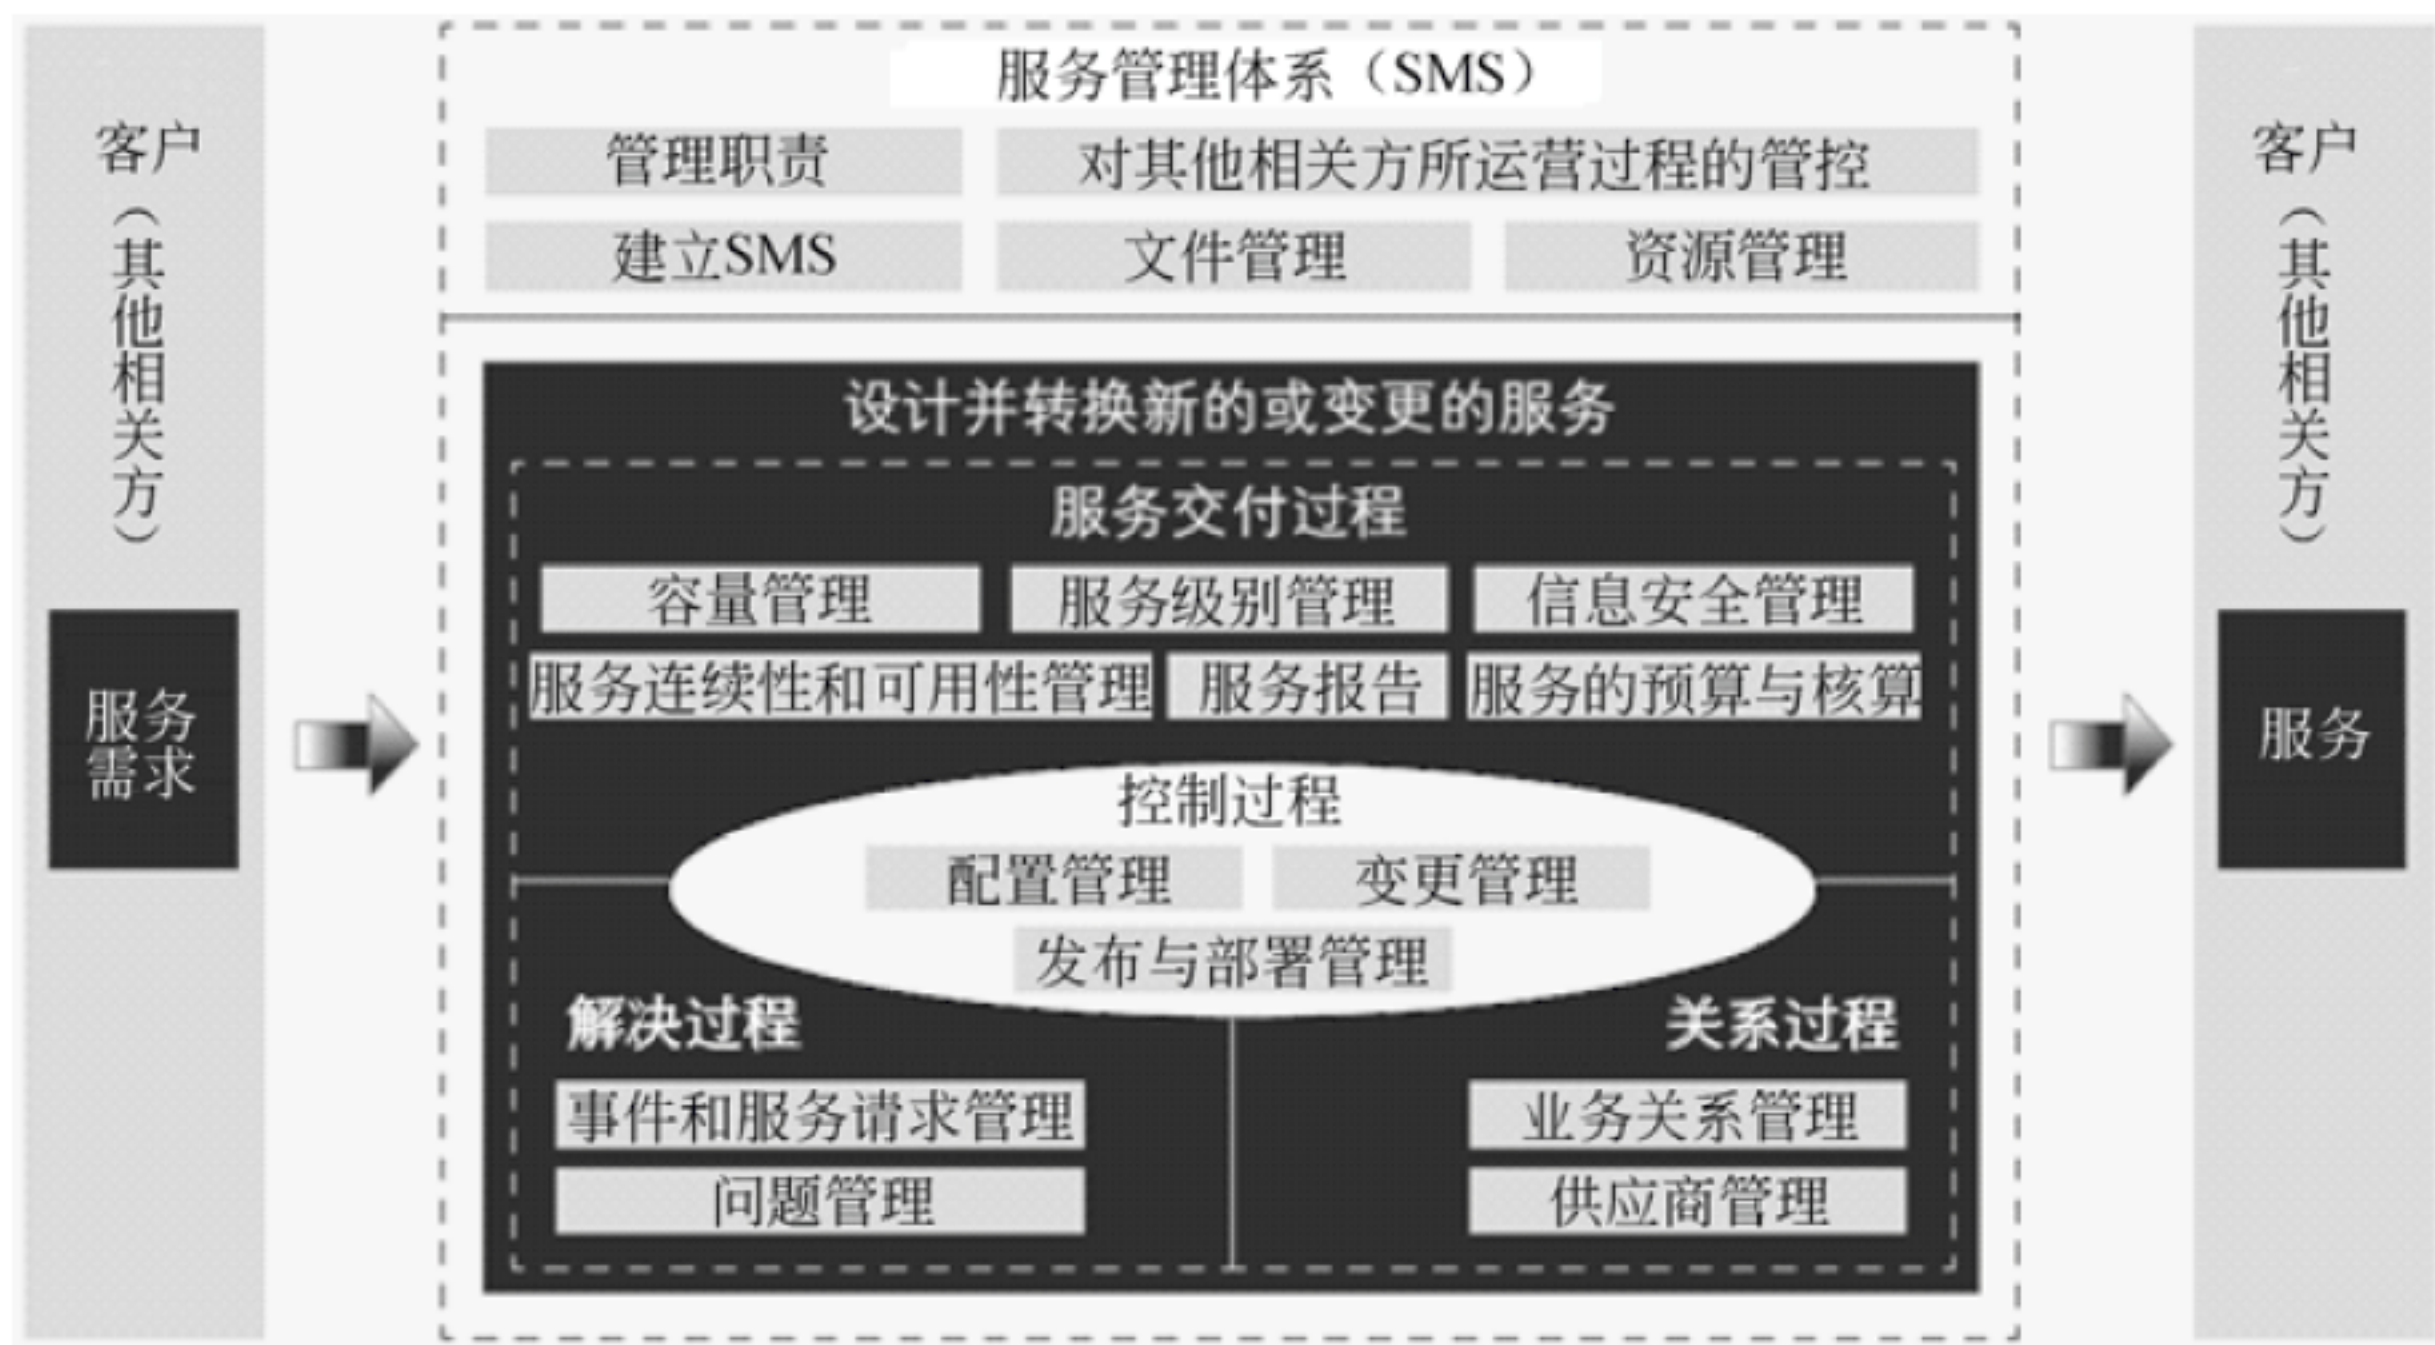 服务管理体系（SMS）
管理职责
对其他相关方所运营过程的管控
建立SMS
文件管理
资源管理
客户
（其他相关方）
服务
需求
设计并转换新的或变更的服务
服务交付过程
容量管理
服务级别管理
信息安全管理
服务连续性和可用性管理
服务报告
服务的预算与核算
控制过程
配置管理
变更管理
发布与部署管理
解决过程
事件和服务请求管理
问题管理
关系过程
业务关系管理
供应商管理
客户
（其他相关方）
服务